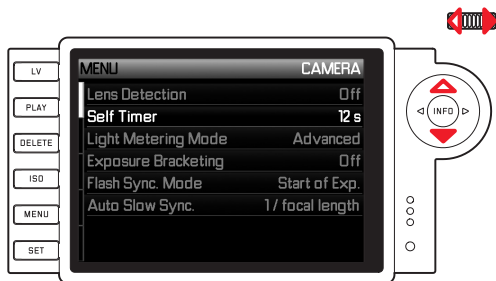 LV
PLAY
DELETE
ISO
MENU
SET
MENU CAMERA
Lens Detection Off
Self Timer 12 s
Light Metering Mode Advanced
Exposure Bracketing Off
Flash Sync. Mode Start of Exp.
Auto Slow Sync. 1/ focal length
INFO